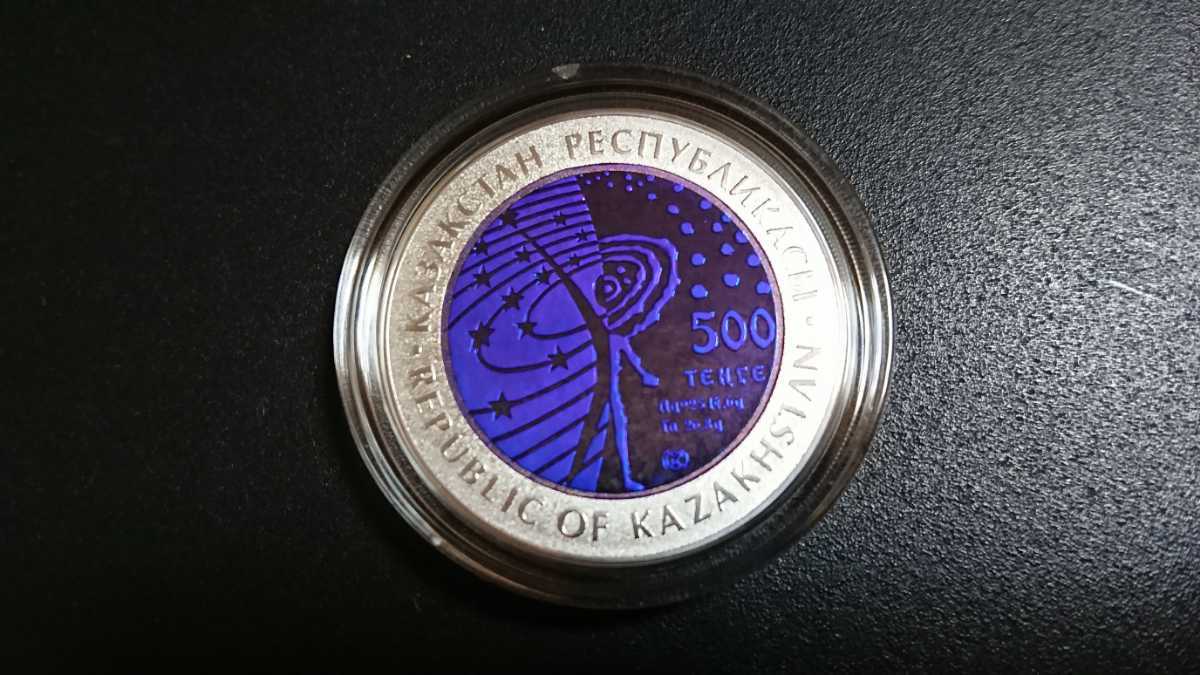 ҚАЗАҚСТАН РЕСПУБЛИКАСЫ
REPUBLIC OF KAZAKHSTAN
500
ТЕҢГЕ